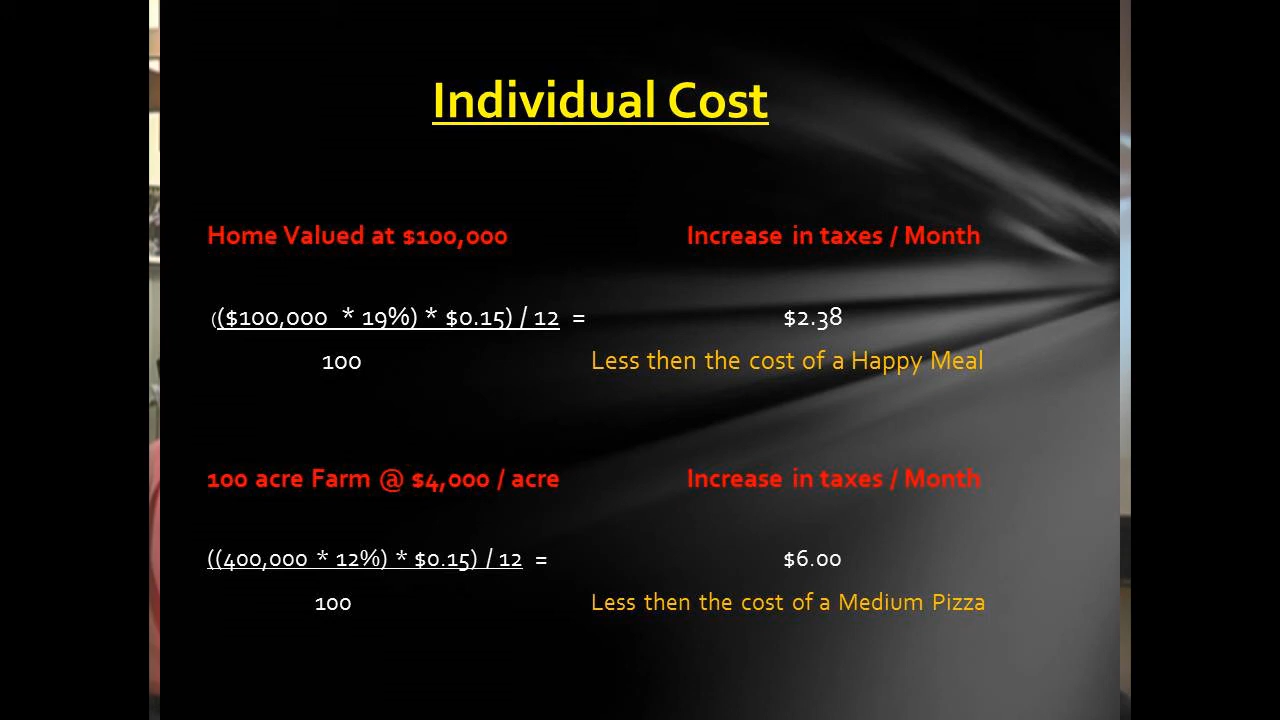 Individual Cost
Home Valued at $100,000 Increase in taxes / Month
(($100,000 * 19%) * $0.15) / 12 = $2.38
100 Less then the cost of a Happy Meal
100 acre Farm @ $4,000 / acre Increase in taxes / Month
((400,000 * 12%) * $0.15) / 12 = $6.00
100 Less then the cost of a Medium Pizza